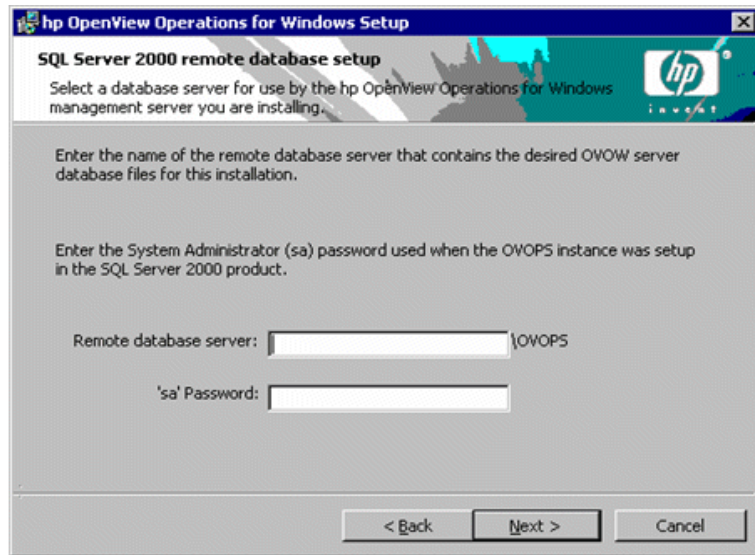 hp OpenView Operations for Windows Setup
SQL Server 2000 remote database setup
Select a database server for use by the hp OpenView Operations for Windows
management server you are installing.
hp
invent
Enter the name of the remote database server that contains the desired OVOW server
database files for this installation.
Enter the System Administrator (sa) password used when the OVOPS instance was setup
in the SQL Server 2000 product.
Remote database server: \OVOPS
'sa' Password:
< Back Next > Cancel